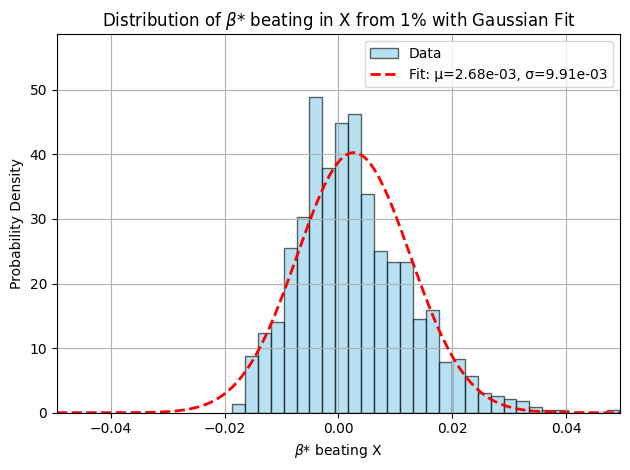 Distribution of β* beating in X from 1% with Gaussian Fit
Data
Fit: μ=2.68e-03, σ=9.91e-03
Probability Density
50
40
30
20
10
0
−0.04
−0.02
0.00
0.02
0.04
β* beating X